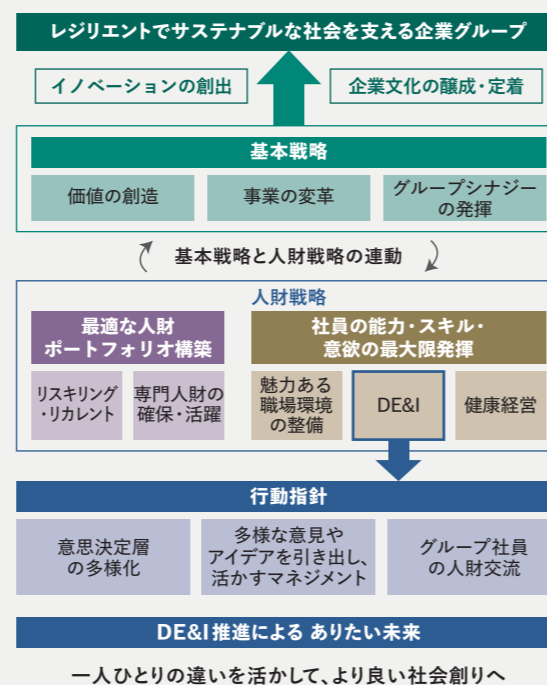 レジリエントでサステナブルな社会を支える企業グループ
イノベーションの創出
企業文化の醸成・定着
基本戦略
価値の創造
事業の変革
グループシナジー
の発揮
基本戦略と人財戦略の連動
人財戦略
最適な人財
ポートフォリオ構築
社員の能力・スキル・
意欲の最大限発揮
リスキリング
・リカレント
専門人財の
確保・活躍
魅力ある
職場環境
の整備
DE&I
健康経営
行動指針
意思決定層
の多様化
多様な意見や
アイデアを引き出し、
活かすマネジメント
グループ社員
の人財交流
DE&I推進による ありたい未来
一人ひとりの違いを活かして、より良い社会創りへ